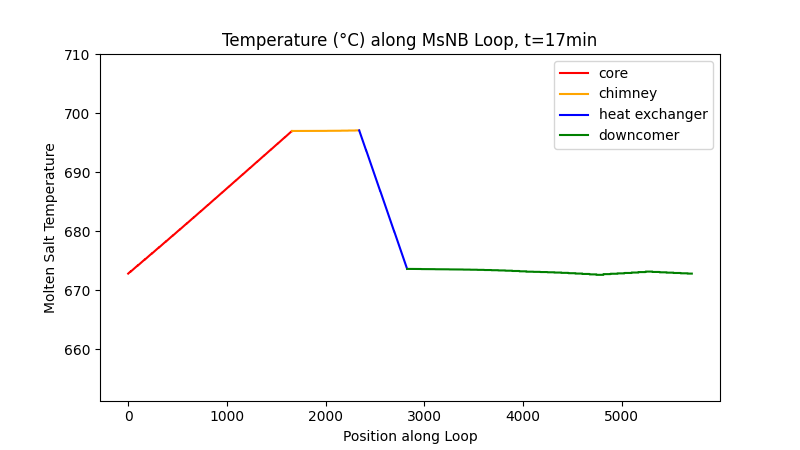 Temperature (°C) along MsNB Loop, t=17min
710
700
690
680
670
660
Molten Salt Temperature
core
chimney
heat exchanger
downcomer
0 1000 2000 3000 4000 5000
Position along Loop